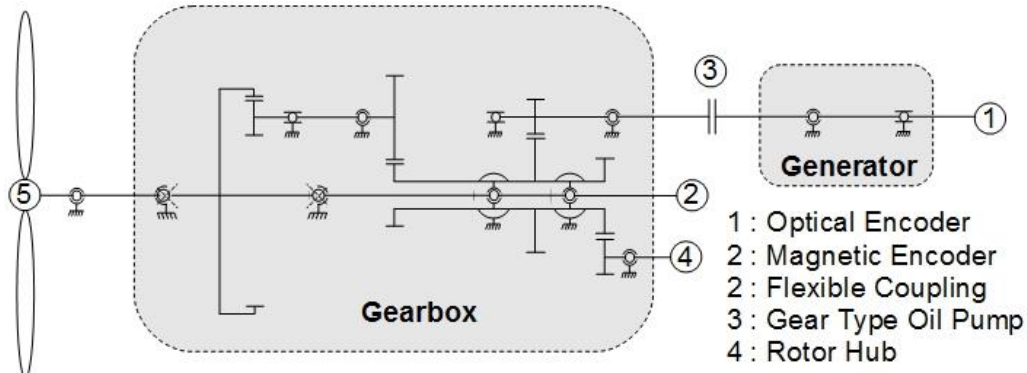 3
1
Generator
5
2
4
Gearbox
1 : Optical Encoder
2 : Magnetic Encoder
2 : Flexible Coupling
3 : Gear Type Oil Pump
4 : Rotor Hub